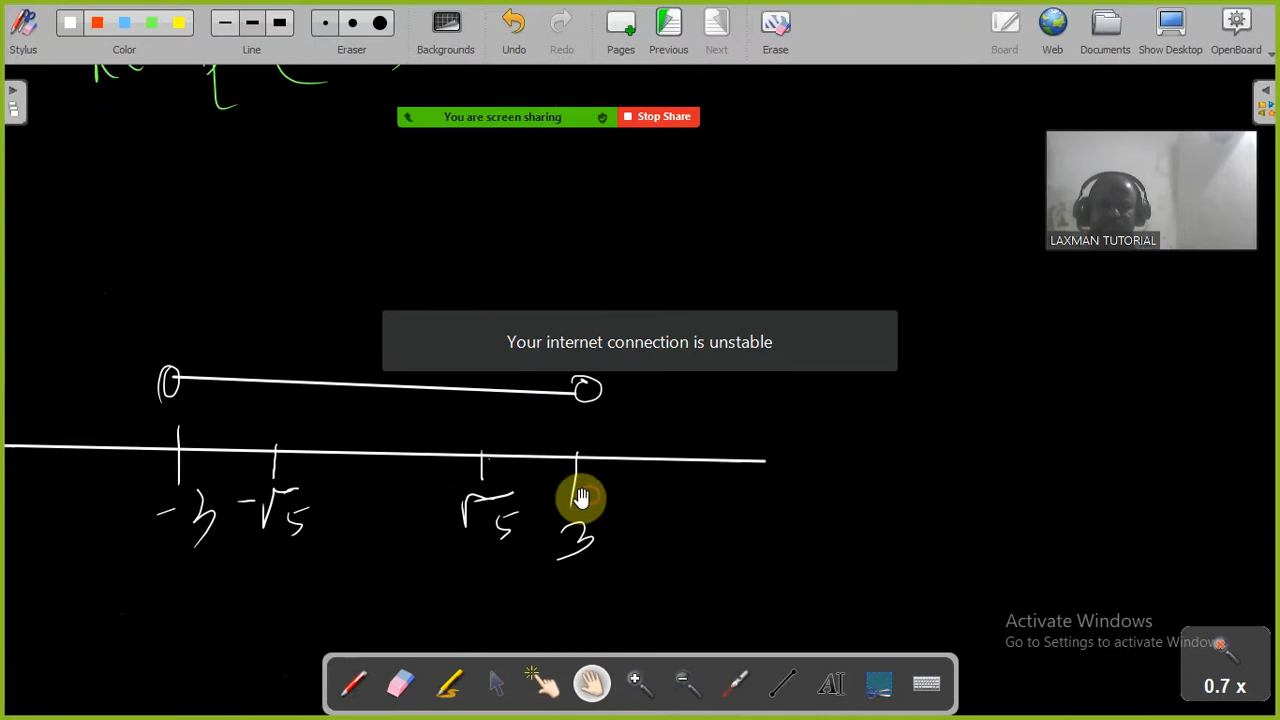 Stylus
Color
Line
Eraser
Backgrounds
Undo
Redo
Pages
Previous
Next
Erase
Board
Web
Documents
Show Desktop
OpenBoard
You are screen sharing
Stop Share
LAXMAN TUTORIAL
Your internet connection is unstable
-3 -√5 √5 3
Activate Windows
Go to Settings to activate Windows
AI
0.7 x